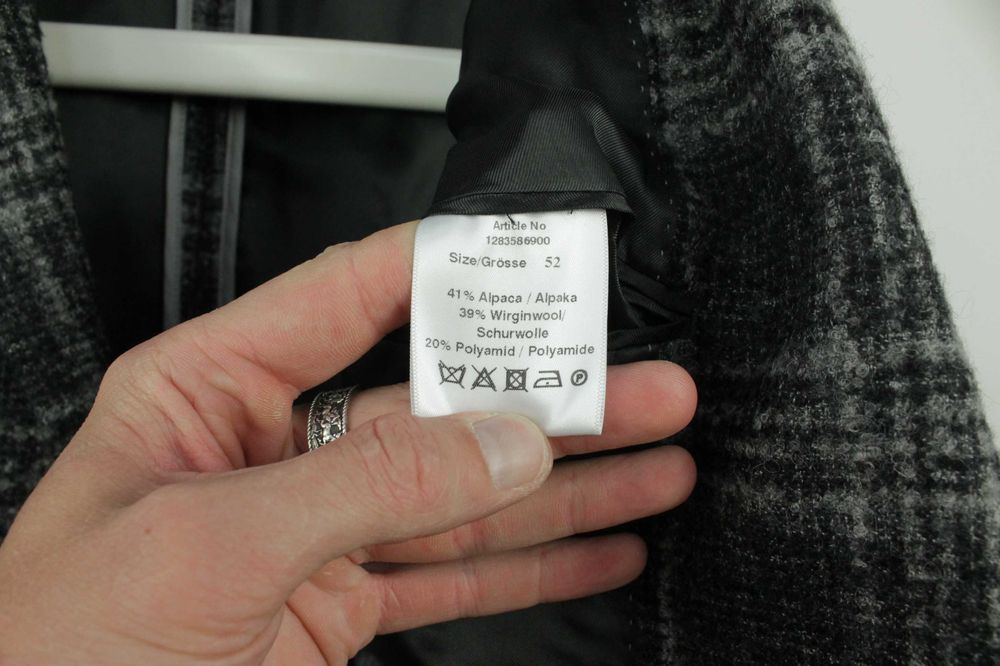 Article No
1283586900
Size/Grösse 52
41% Alpaca / Alpaka
39% Wirginwool/
Schurwolle
20% Polyamid / Polyamide
P